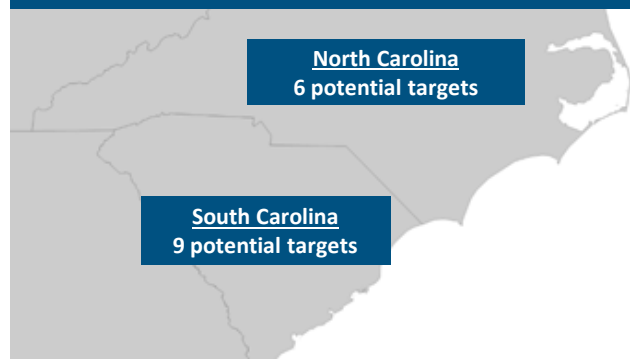 North Carolina
6 potential targets
South Carolina
9 potential targets